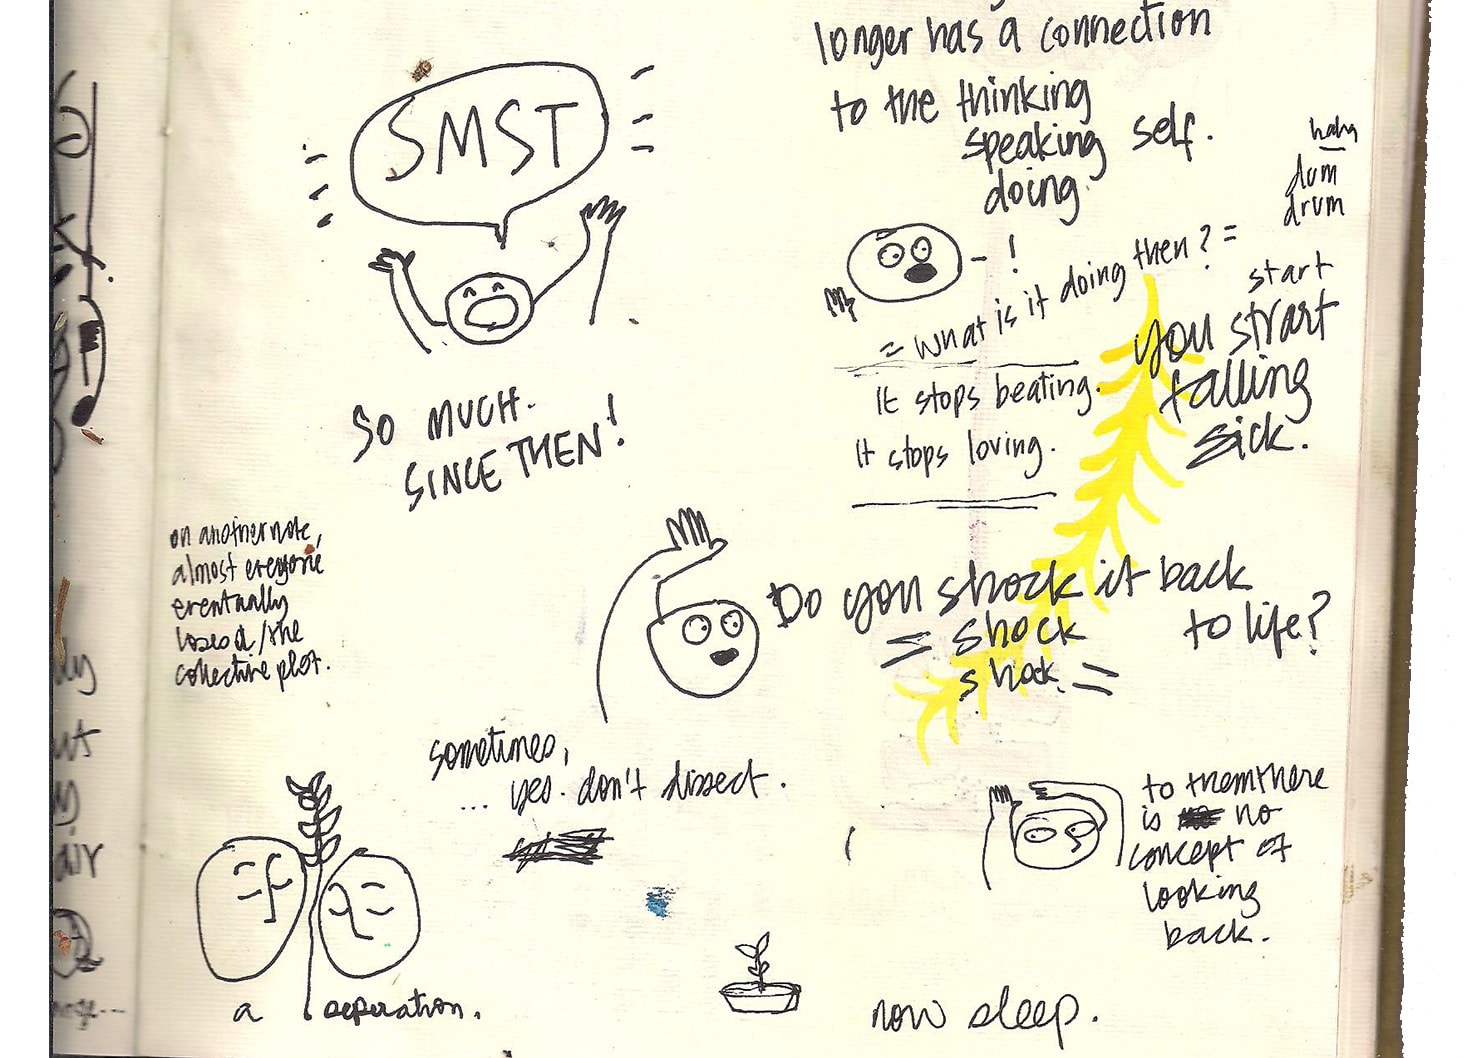 SMST
SO MUCH.
SINCE THEN!
on another note,
almost everyone
eventually
loses a/the
collective plot.
longer has a connection
to the thinking
speaking self.
doing
haha
dum
drum
- !
= what is it doing then? =
start
you strart
falling
sick.
It stops beating.
It stops loving.
Do you shock it back
to life?
= shock
shock =
sometimes,
... yes. don't dissect.
to them there
is no
concept of
looking
back.
a seperation.
now sleep.
ly
ut
air